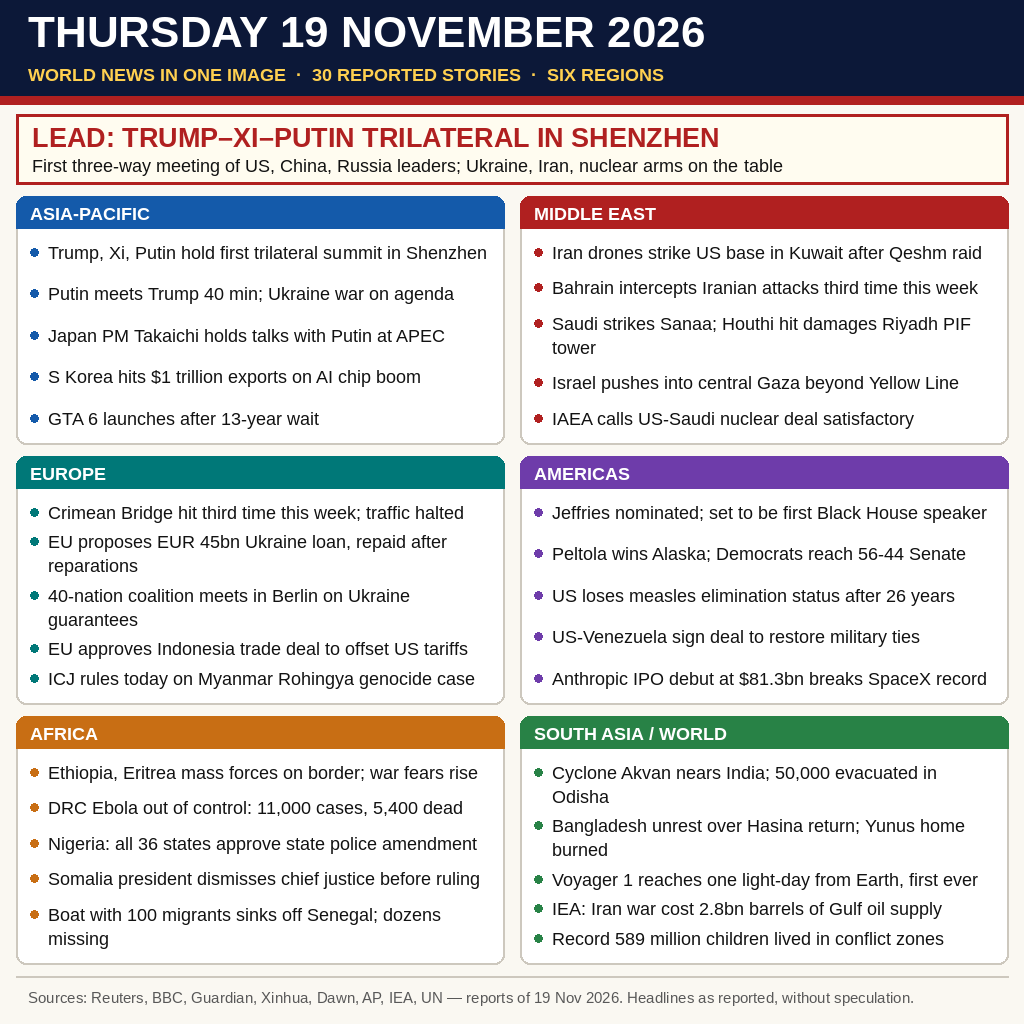 THURSDAY 19 NOVEMBER 2026
WORLD NEWS IN ONE IMAGE · 30 REPORTED STORIES · SIX REGIONS
LEAD: TRUMP–XI–PUTIN TRILATERAL IN SHENZHEN
First three-way meeting of US, China, Russia leaders; Ukraine, Iran, nuclear arms on the table
ASIA-PACIFIC
Trump, Xi, Putin hold first trilateral summit in Shenzhen
Putin meets Trump 40 min; Ukraine war on agenda
Japan PM Takaichi holds talks with Putin at APEC
S Korea hits $1 trillion exports on AI chip boom
GTA 6 launches after 13-year wait
MIDDLE EAST
Iran drones strike US base in Kuwait after Qeshm raid
Bahrain intercepts Iranian attacks third time this week
Saudi strikes Sanaa; Houthi hit damages Riyadh PIF
tower
Israel pushes into central Gaza beyond Yellow Line
IAEA calls US-Saudi nuclear deal satisfactory
EUROPE
Crimean Bridge hit third time this week; traffic halted
EU proposes EUR 45bn Ukraine loan, repaid after
reparations
40-nation coalition meets in Berlin on Ukraine
guarantees
EU approves Indonesia trade deal to offset US tariffs
ICJ rules today on Myanmar Rohingya genocide case
AMERICAS
Jeffries nominated; set to be first Black House speaker
Peltola wins Alaska; Democrats reach 56-44 Senate
US loses measles elimination status after 26 years
US-Venezuela sign deal to restore military ties
Anthropic IPO debut at $81.3bn breaks SpaceX record
AFRICA
Ethiopia, Eritrea mass forces on border; war fears rise
DRC Ebola out of control: 11,000 cases, 5,400 dead
Nigeria: all 36 states approve state police amendment
Somalia president dismisses chief justice before ruling
Boat with 100 migrants sinks off Senegal; dozens
missing
SOUTH ASIA / WORLD
Cyclone Akvan nears India; 50,000 evacuated in
Odisha
Bangladesh unrest over Hasina return; Yunus home
burned
Voyager 1 reaches one light-day from Earth, first ever
IEA: Iran war cost 2.8bn barrels of Gulf oil supply
Record 589 million children lived in conflict zones
Sources: Reuters, BBC, Guardian, Xinhua, Dawn, AP, IEA, UN — reports of 19 Nov 2026. Headlines as reported, without speculation.